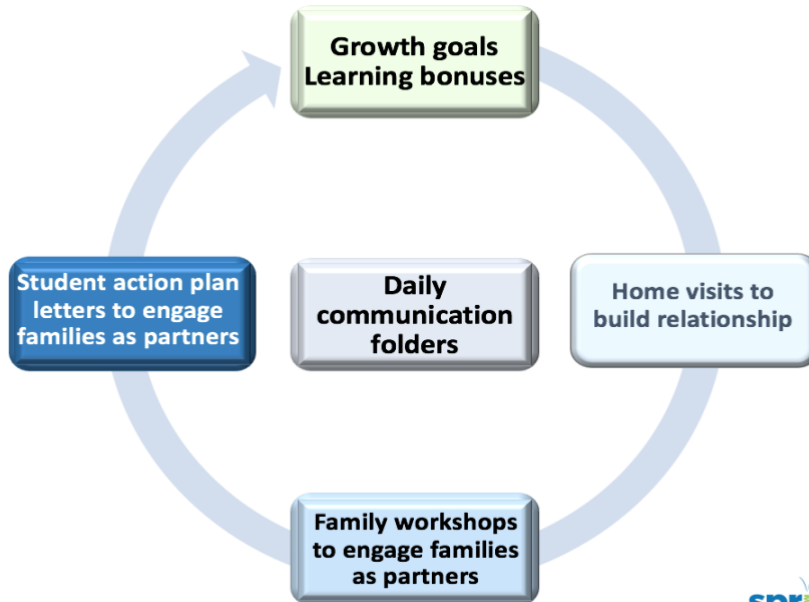 Growth goals
Learning bonuses
Student action plan
letters to engage
families as partners
Daily
communication
folders
Home visits to
build relationship
Family workshops
to engage families
as partners